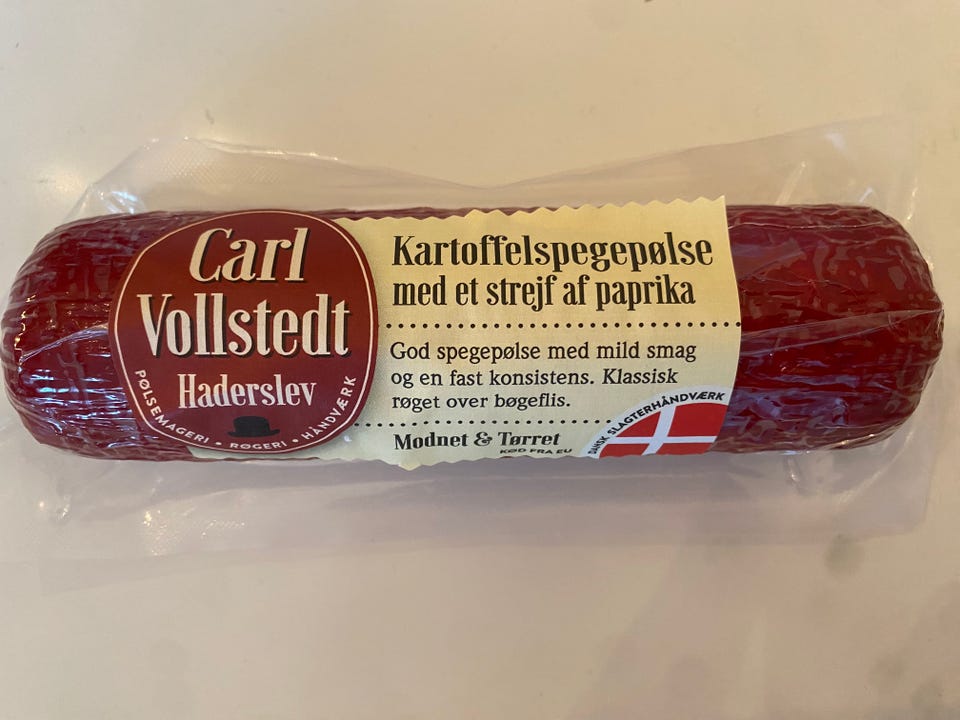 Carl
Vollstedt
Haderslev
PØLSEMAGERI • RØGERI • HÅNDVÆRK
Kartoffelspegepølse
med et strejf af paprika
God spegepølse med mild smag
og en fast konsistens. Klassisk
røget over bøgeflis.
Modnet & Tørret
KØD FRA EU
DANSK SLAGTERHÅNDVÆRK